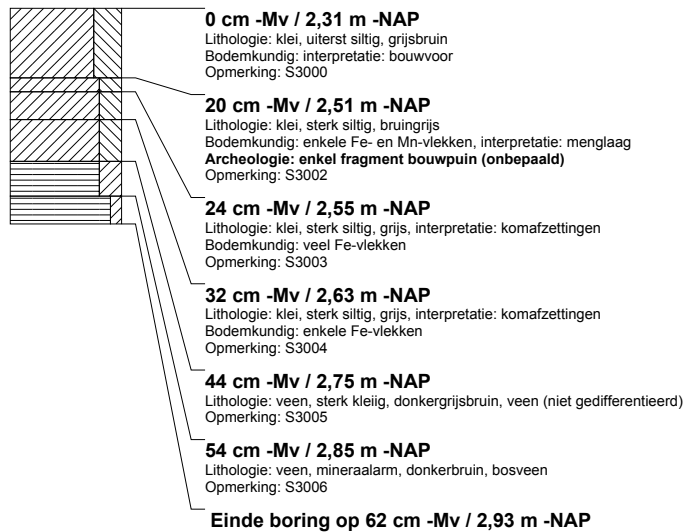 0 cm -Mv / 2,31 m -NAP
Lithologie: klei, uiterst siltig, grijsbruin
Bodemkundig: interpretatie: bouwvoor
Opmerking: S3000
20 cm -Mv / 2,51 m -NAP
Lithologie: klei, sterk siltig, bruingrijs
Bodemkundig: enkele Fe- en Mn-vlekken, interpretatie: menglaag
Archeologie: enkel fragment bouwpuin (onbepaald)
Opmerking: S3002
24 cm -Mv / 2,55 m -NAP
Lithologie: klei, sterk siltig, grijs, interpretatie: komafzettingen
Bodemkundig: veel Fe-vlekken
Opmerking: S3003
32 cm -Mv / 2,63 m -NAP
Lithologie: klei, sterk siltig, grijs, interpretatie: komafzettingen
Bodemkundig: enkele Fe-vlekken
Opmerking: S3004
44 cm -Mv / 2,75 m -NAP
Lithologie: veen, sterk kleiig, donkergrijsbruin, veen (niet gedifferentieerd)
Opmerking: S3005
54 cm -Mv / 2,85 m -NAP
Lithologie: veen, mineraalarm, donkerbruin, bosveen
Opmerking: S3006
Einde boring op 62 cm -Mv / 2,93 m -NAP